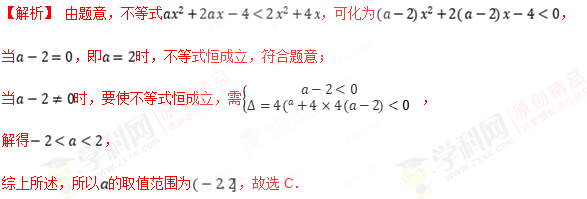 【解析】 由题意，不等式ax²+2ax−4<2x²+4x，可化为(a−2)x²+2(a−2)x−4<0，
当a−2=0，即a=2时，不等式恒成立，符合题意；
当a−2≠0时，要使不等式恒成立，需{a−2<0
Δ=4(ᵃ+4×4(a−2)<0 ，
解得−2<a<2，
综上所述，所以a的取值范围为(−2 2]，故选 C．